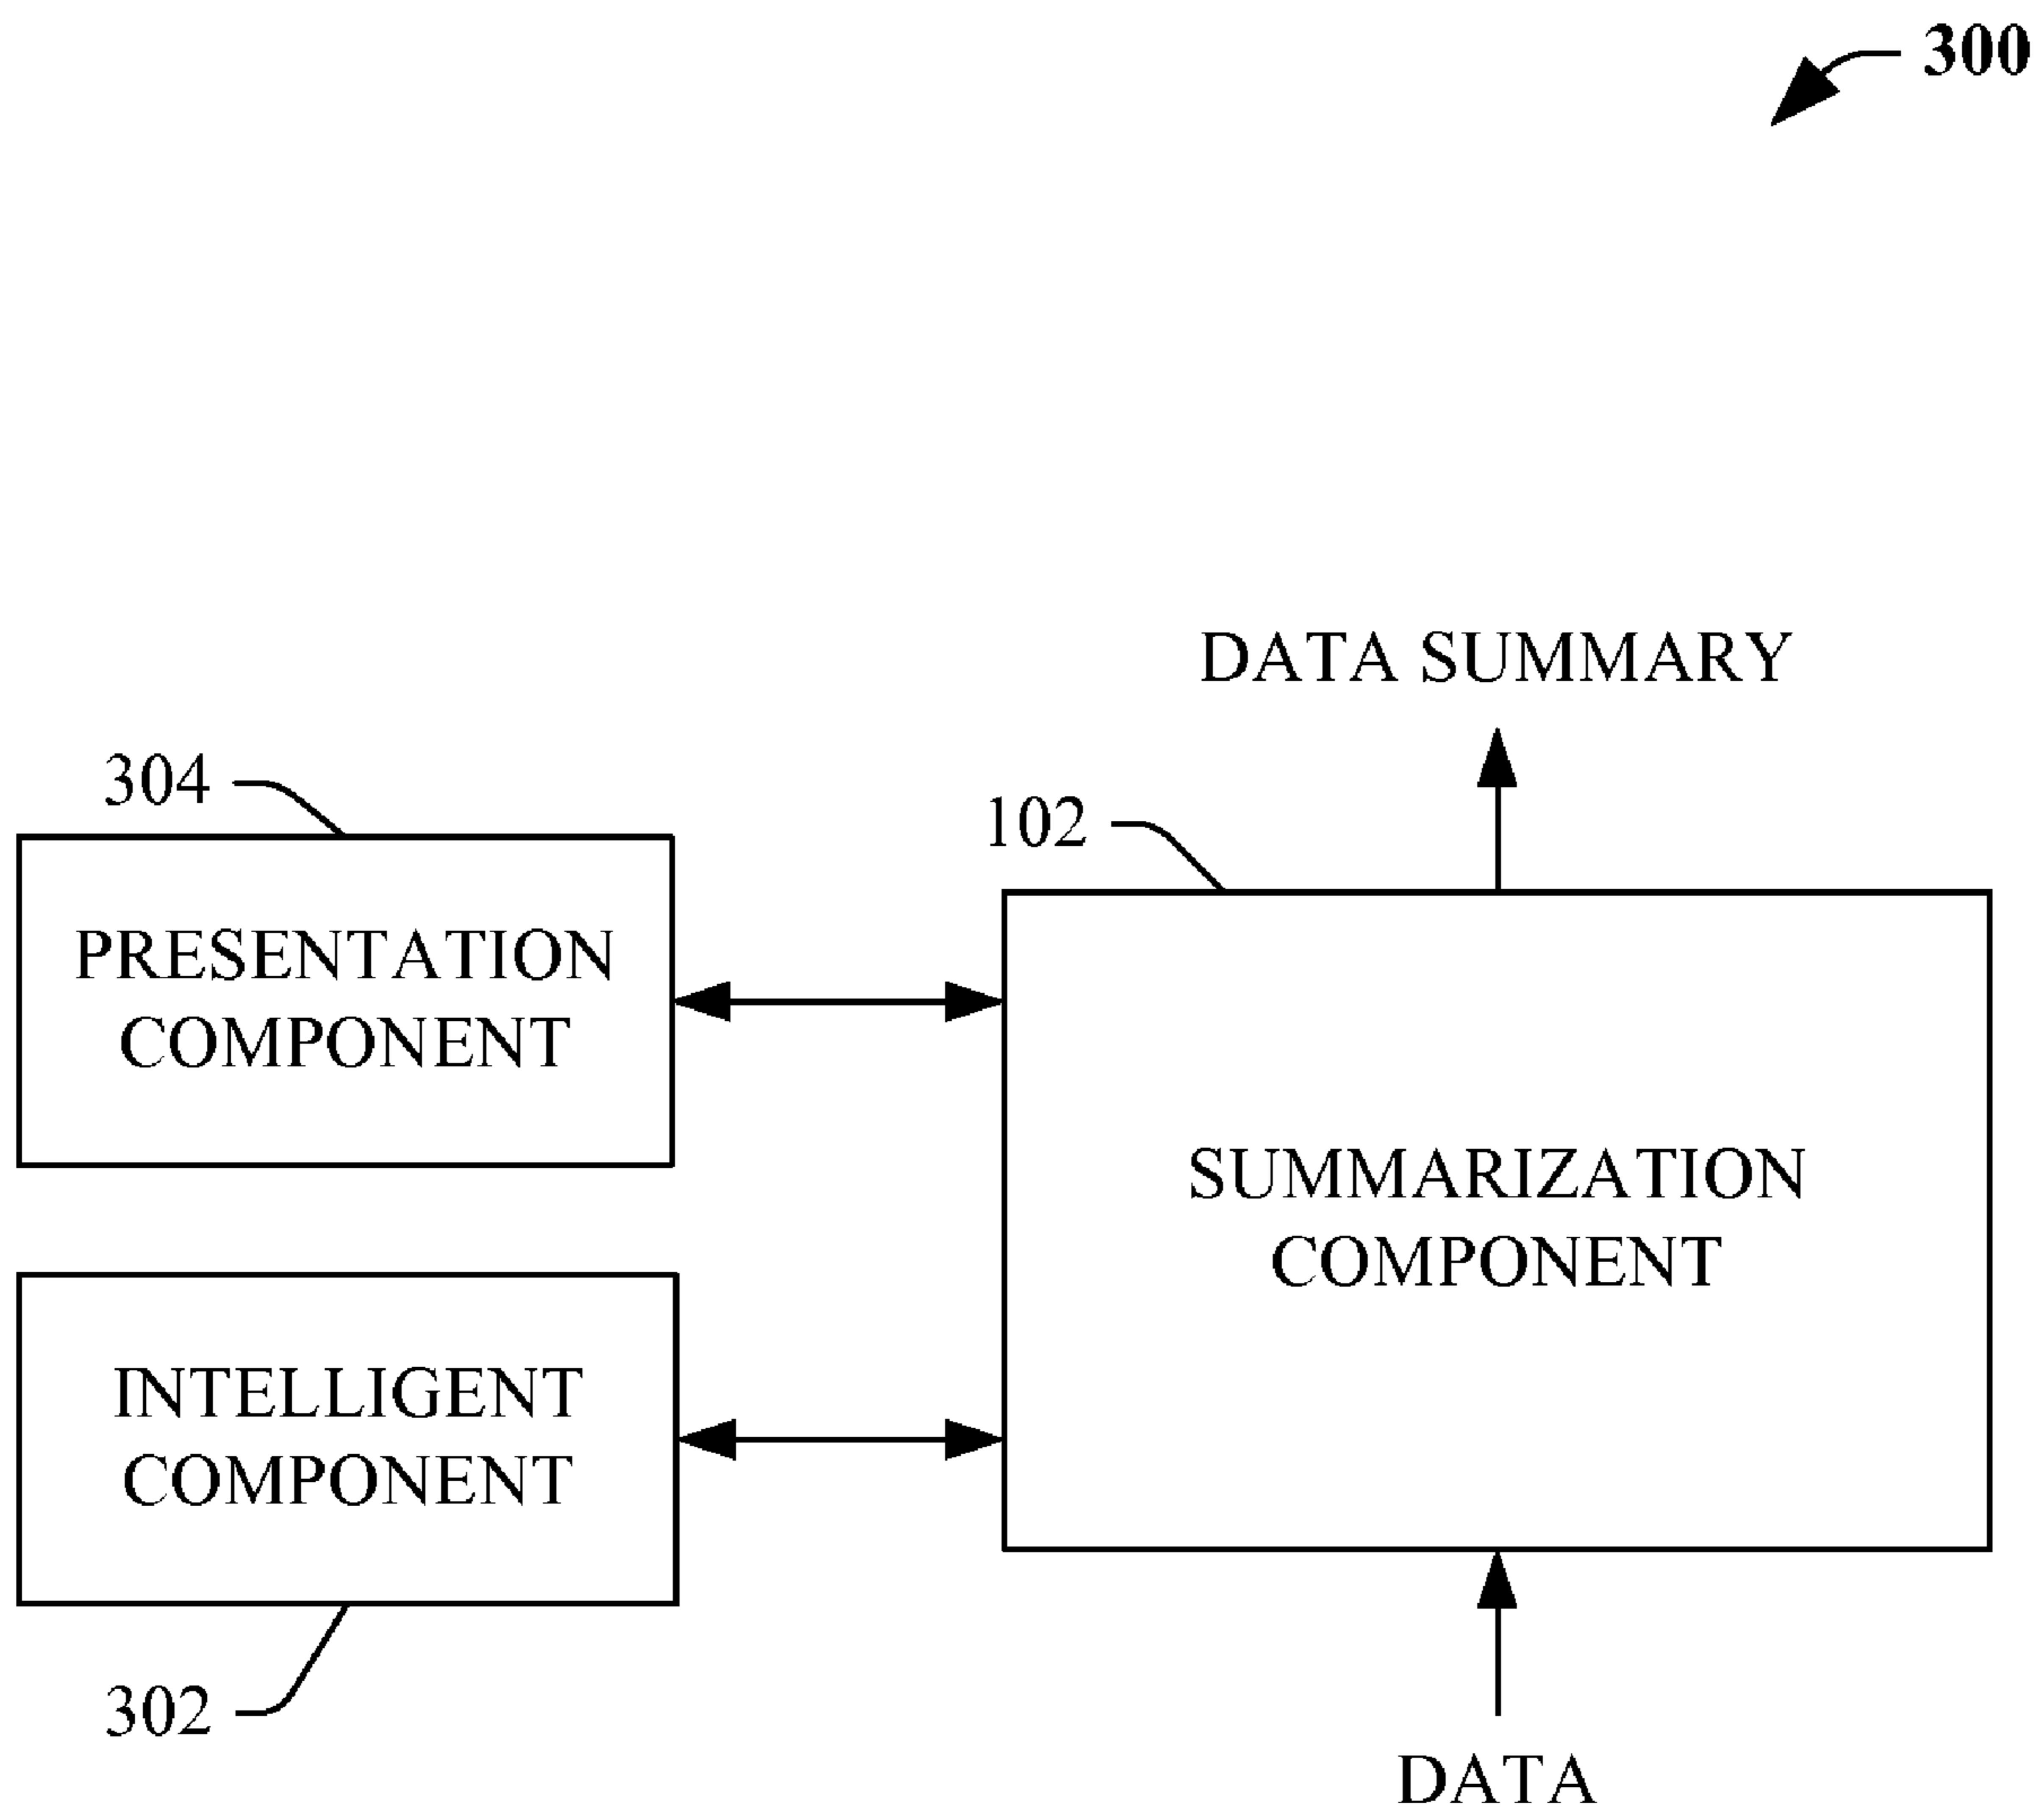 300
DATA SUMMARY
304
102
PRESENTATION
COMPONENT
SUMMARIZATION
COMPONENT
INTELLIGENT
COMPONENT
302
DATA